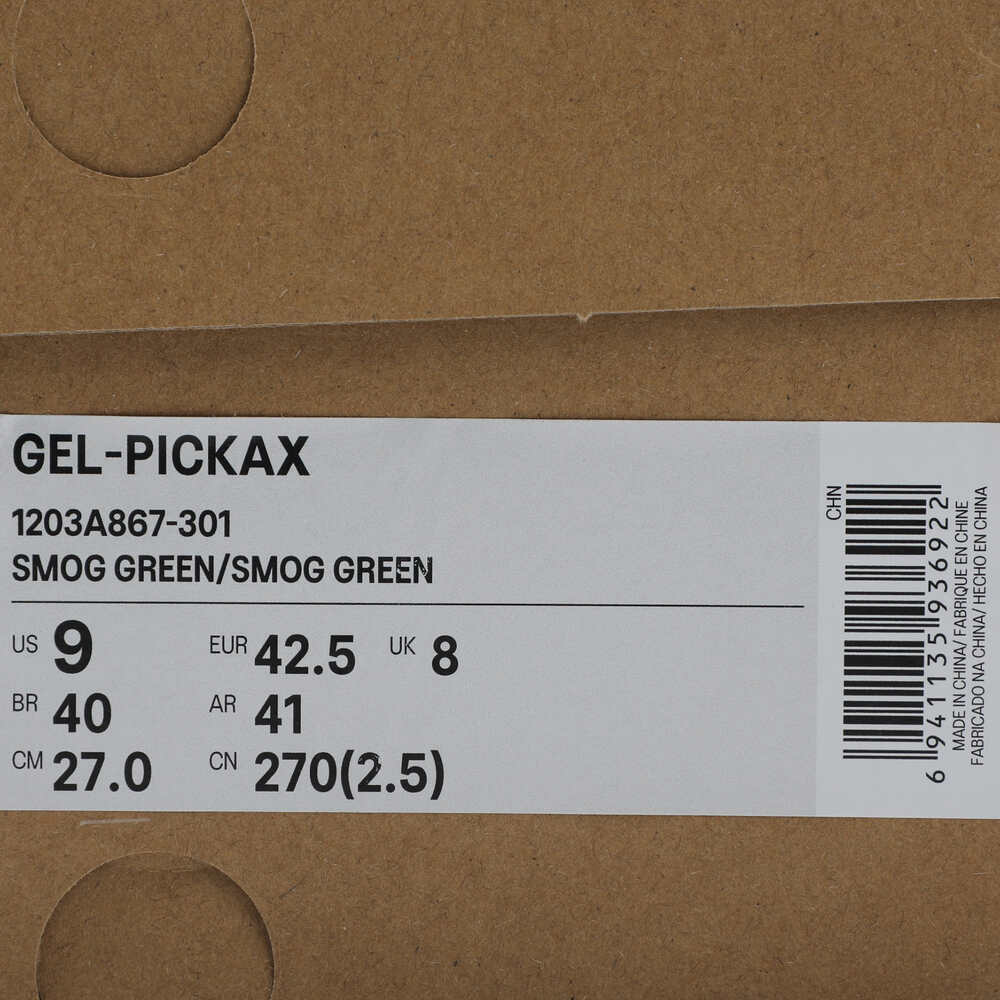 GEL-PICKAX
1203A867-301
SMOG GREEN/SMOG GREEN
US 9 EUR 42.5 UK 8
BR 40 AR 41
CM 27.0 CN 270(2.5)
CHN
6 941135 936922
MADE IN CHINA/ FABRIQUE EN CHINE
FABRICADO NA CHINA/ HECHO EN CHINA